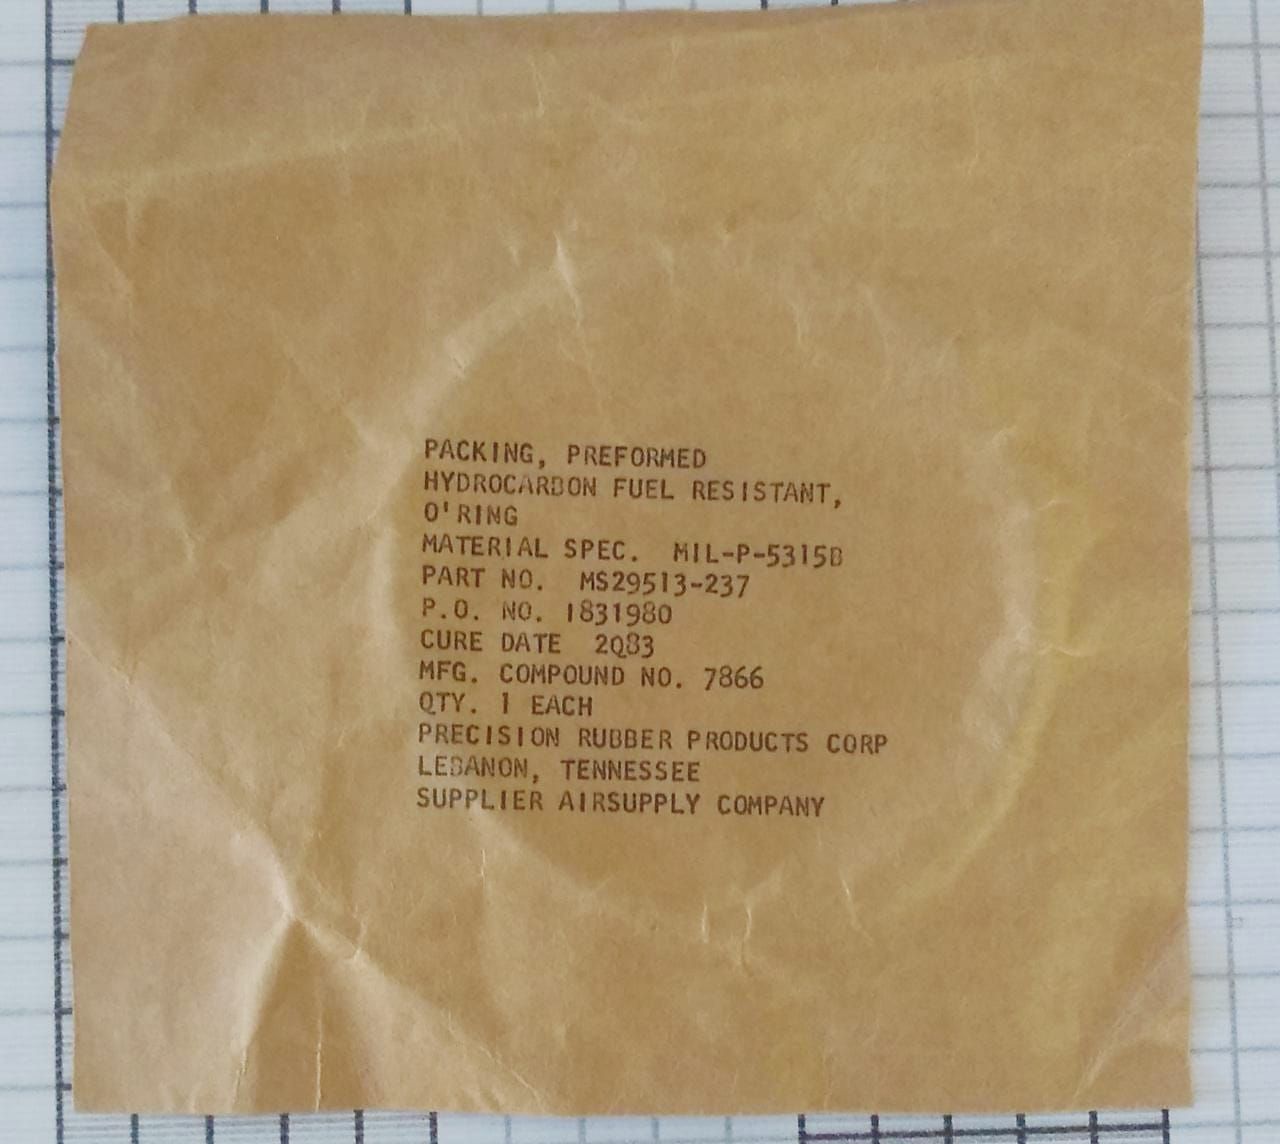 PACKING, PREFORMED
HYDROCARBON FUEL RESISTANT,
O'RING
MATERIAL SPEC. MIL-P-5315B
PART NO. MS29513-237
P.O. NO. 1831980
CURE DATE 2Q83
MFG. COMPOUND NO. 7866
QTY. 1 EACH
PRECISION RUBBER PRODUCTS CORP
LEBANON, TENNESSEE
SUPPLIER AIRSUPPLY COMPANY